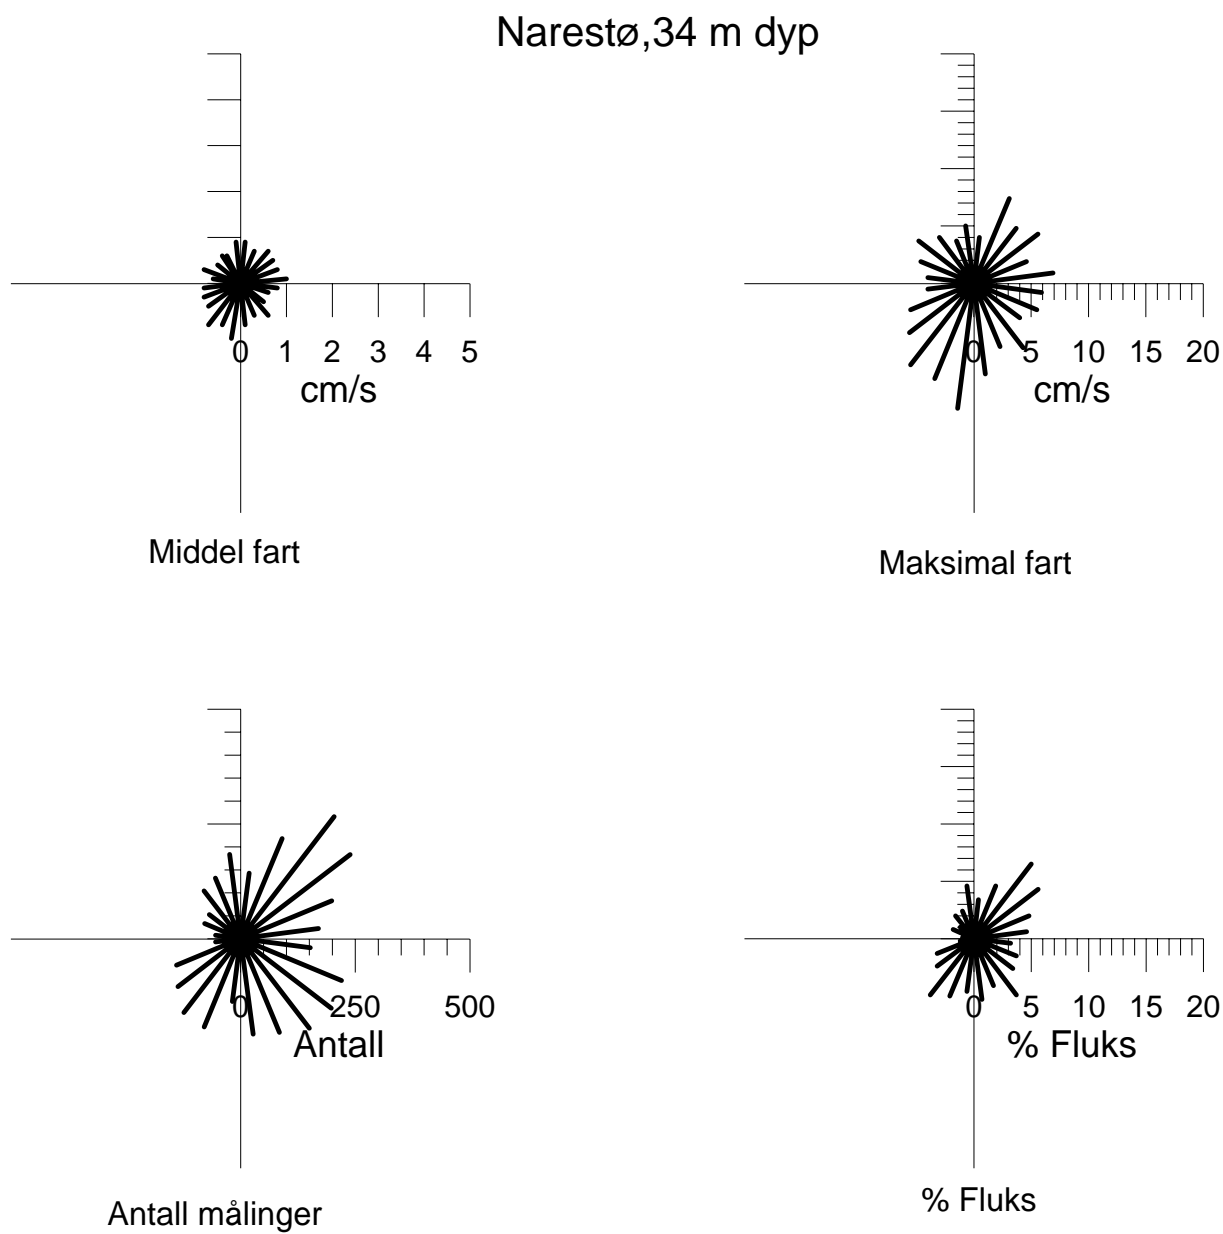 Narestø,34 m dyp
0 1 2 3 4 5
cm/s
Middel fart
0 5 10 15 20
cm/s
Maksimal fart
0 250 500
Antall
Antall målinger
0 5 10 15 20
% Fluks
% Fluks